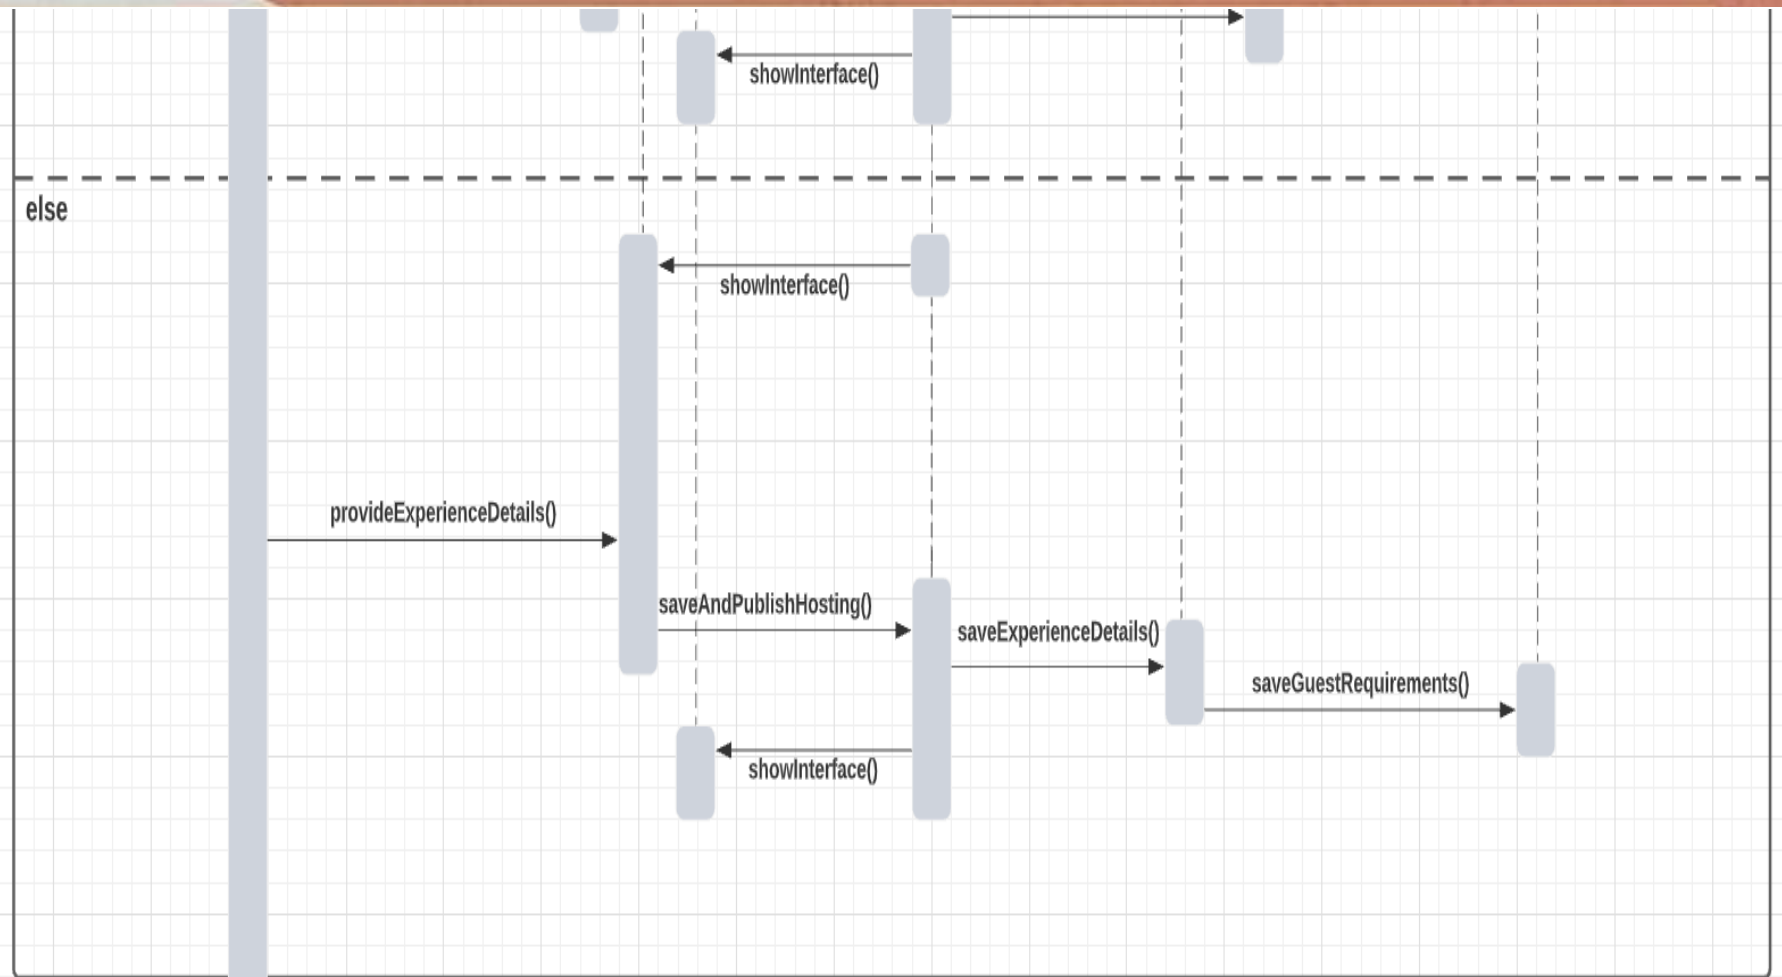 showInterface()
else
showInterface()
provideExperienceDetails()
saveAndPublishHosting()
saveExperienceDetails()
saveGuestRequirements()
showInterface()